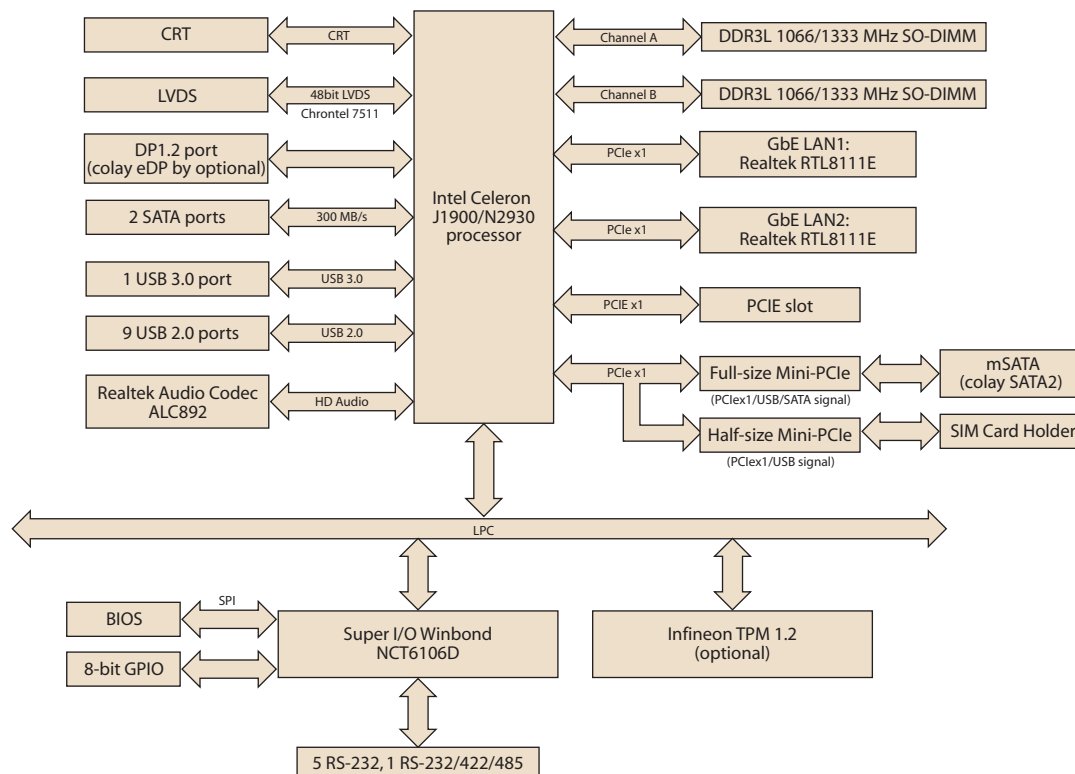 CRT
CRT
LVDS
48bit LVDS
Chrontel 7511
DP1.2 port
(colay eDP by optional)
2 SATA ports
300 MB/s
1 USB 3.0 port
USB 3.0
9 USB 2.0 ports
USB 2.0
Realtek Audio Codec
ALC892
HD Audio
Intel Celeron
J1900/N2930
processor
Channel A
DDR3L 1066/1333 MHz SO-DIMM
Channel B
DDR3L 1066/1333 MHz SO-DIMM
PCIe x1
GbE LAN1:
Realtek RTL8111E
PCIe x1
GbE LAN2:
Realtek RTL8111E
PCIE x1
PCIE slot
PCIe x1
Full-size Mini-PCIe
(PCIex1/USB/SATA signal)
mSATA
(colay SATA2)
Half-size Mini-PCIe
(PCIex1/USB signal)
SIM Card Holder
LPC
BIOS
SPI
8-bit GPIO
Super I/O Winbond
NCT6106D
Infineon TPM 1.2
(optional)
5 RS-232, 1 RS-232/422/485